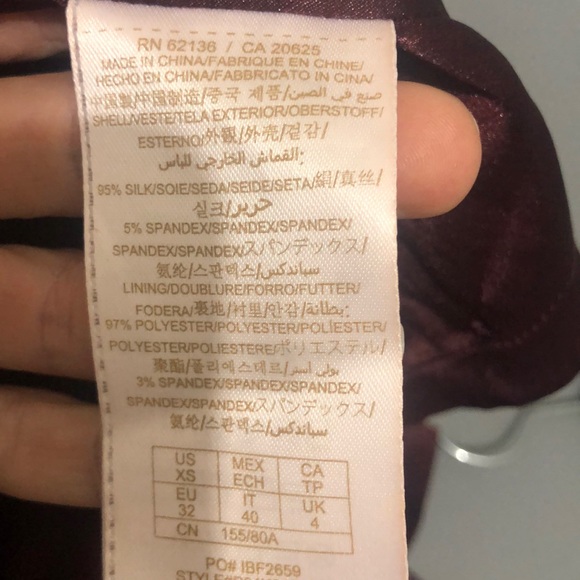 RN 62136 / CA 20625
MADE IN CHINA/FABRIQUE EN CHINE/
HECHO EN CHINA/FABBRICATO IN CINA/
中国製/中国制造/중국 제품/صنع في الصين
SHELL/VESTE/TELA EXTERIOR/OBERSTOFF/
ESTERNO/外觀/外壳/겉감/
القماش الخارجي للباس:
95% SILK/SOIE/SEDA/SEIDE/SETA/絹/真丝/
실크/حرير
5% SPANDEX/SPANDEX/SPANDEX/
SPANDEX/SPANDEX/スパンデックス/
氨纶/스판덱스/سباندكس
LINING/DOUBLURE/FORRO/FUTTER/
FODERA/裏地/衬里/안감/بطانة:
97% POLYESTER/POLYESTER/POLÍESTER/
POLYESTER/POLIESTERE/ポリエステル/
聚酯/폴리에스테르/بولي استر
3% SPANDEX/SPANDEX/SPANDEX/
SPANDEX/SPANDEX/スパンデックス/
氨纶/스판덱스/سباندكس
US XS MEX ECH CA TP
EU 32 IT 40 UK 4
CN 155/80A
PO# IBF2659